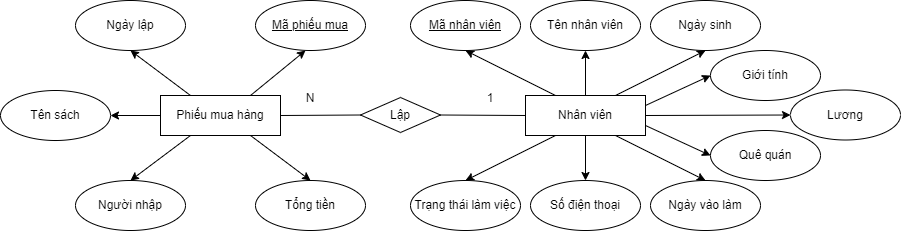 Ngày lập
Mã phiếu mua
Mã nhân viên
Tên nhân viên
Ngày sinh
Giới tính
Tên sách
Phiếu mua hàng
N
Lập
1
Nhân viên
Lương
Quê quán
Người nhập
Tổng tiền
Trạng thái làm việc
Số điện thoại
Ngày vào làm